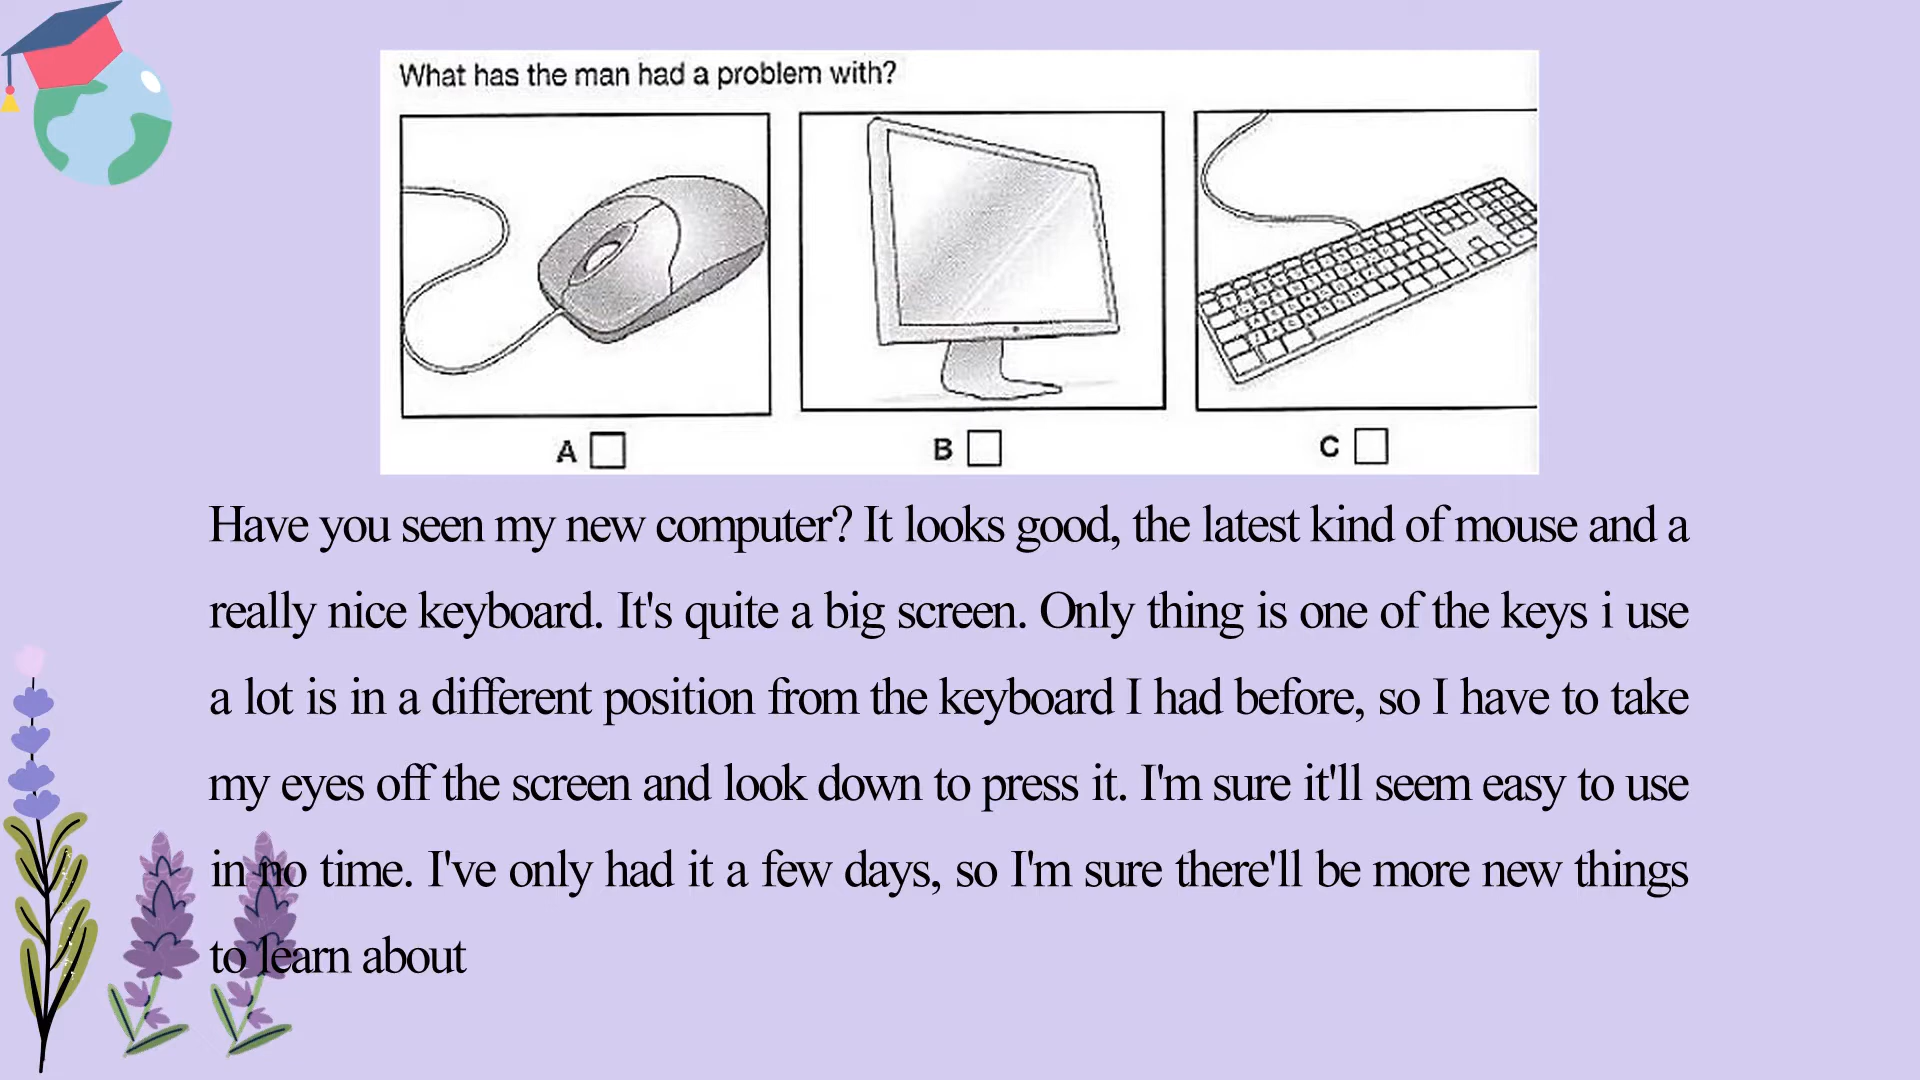 What has the man had a problem with?
A
B
C
Have you seen my new computer? It looks good, the latest kind of mouse and a
really nice keyboard. It's quite a big screen. Only thing is one of the keys i use
a lot is in a different position from the keyboard I had before, so I have to take
my eyes off the screen and look down to press it. I'm sure it'll seem easy to use
in no time. I've only had it a few days, so I'm sure there'll be more new things
to learn about